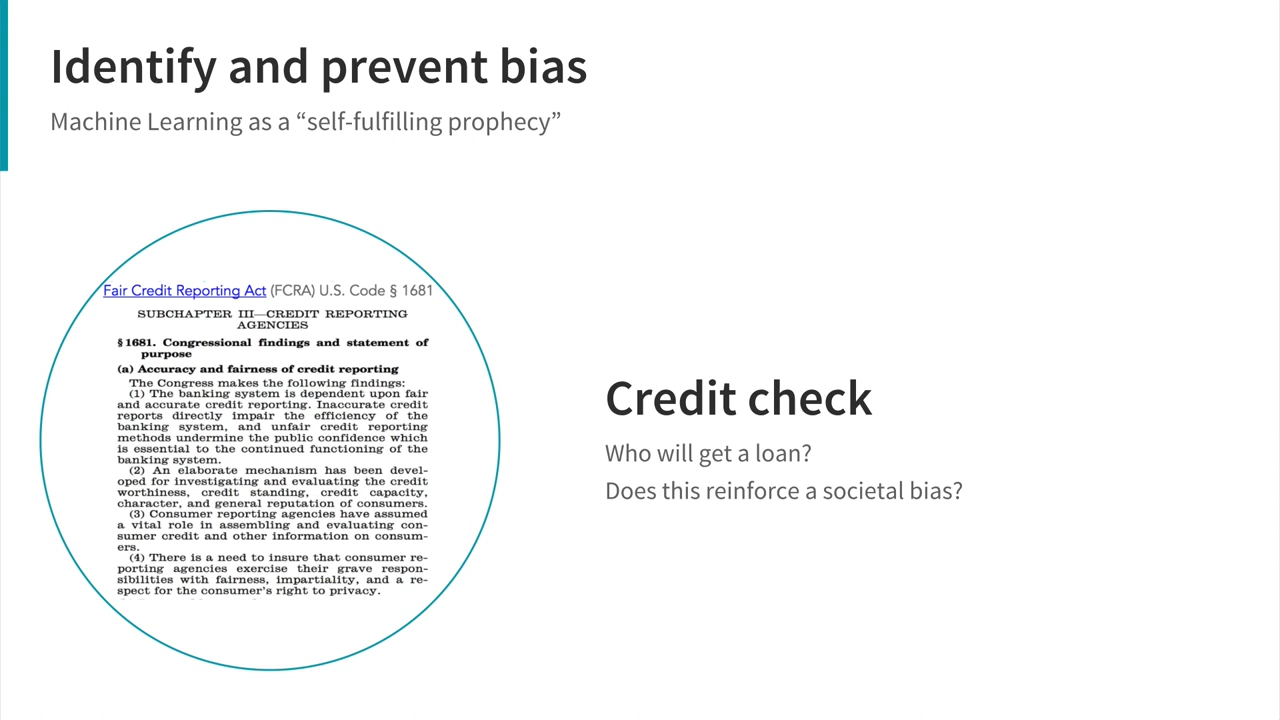 Identify and prevent bias
Machine Learning as a “self-fulfilling prophecy”
Fair Credit Reporting Act (FCRA) U.S. Code § 1681
SUBCHAPTER III—CREDIT REPORTING
AGENCIES
§ 1681. Congressional findings and statement of
purpose
(a) Accuracy and fairness of credit reporting
The Congress makes the following findings:
(1) The banking system is dependent upon fair
and accurate credit reporting. Inaccurate credit
reports directly impair the efficiency of the
banking system, and unfair credit reporting
methods undermine the public confidence which
is essential to the continued functioning of the
banking system.
(2) An elaborate mechanism has been devel-
oped for investigating and evaluating the credit
worthiness, credit standing, credit capacity,
character, and general reputation of consumers.
(3) Consumer reporting agencies have assumed
a vital role in assembling and evaluating con-
sumer credit and other information on consum-
ers.
(4) There is a need to insure that consumer re-
porting agencies exercise their grave respon-
sibilities with fairness, impartiality, and a re-
spect for the consumer's right to privacy.
Credit check
Who will get a loan?
Does this reinforce a societal bias?